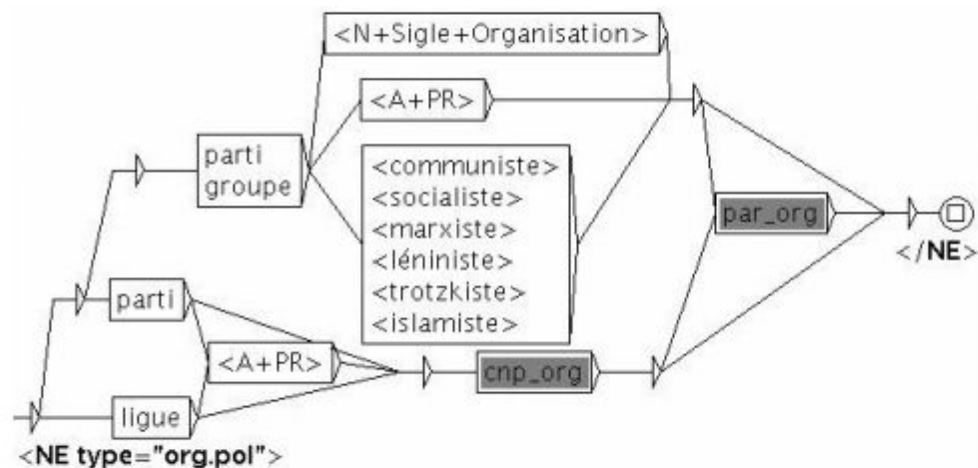 <N+Sigle+Organisation>
<A+PR>
parti
groupe
<communiste>
<socialiste>
<marxiste>
<léniniste>
<trotzkiste>
<islamiste>
par_org
</NE>
parti
<A+PR>
cnp_org
ligue
<NE type="org.pol">